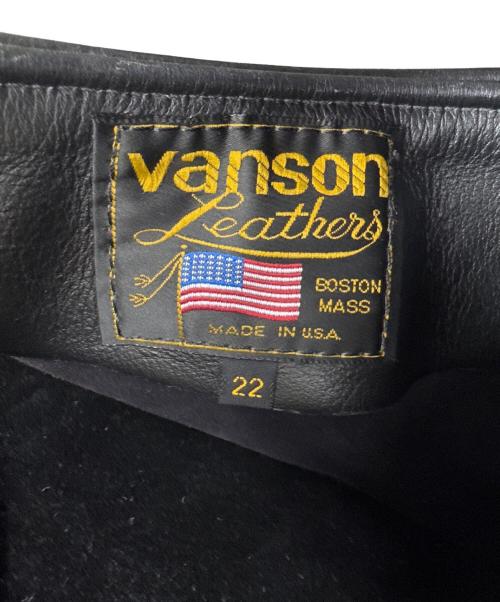 vanson
Leathers
BOSTON
MASS
MADE IN U.S.A.
22